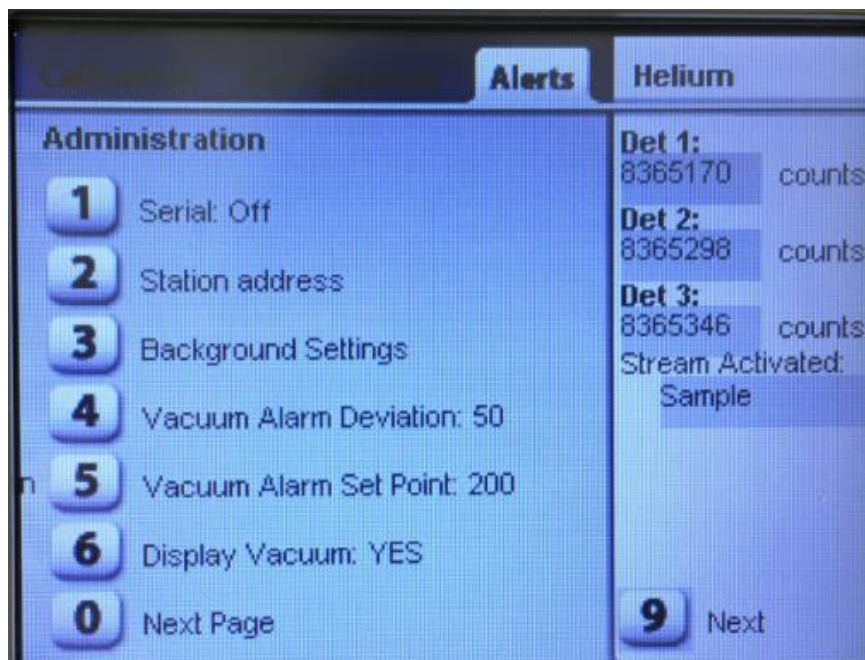 Alerts
Helium
Administration
1 Serial: Off
2 Station address
3 Background Settings
4 Vacuum Alarm Deviation: 50
n 5 Vacuum Alarm Set Point: 200
6 Display Vacuum: YES
0 Next Page
Det 1:
8365170 counts
Det 2:
8365298 counts
Det 3:
8365346 counts
Stream Activated:
Sample
9 Next